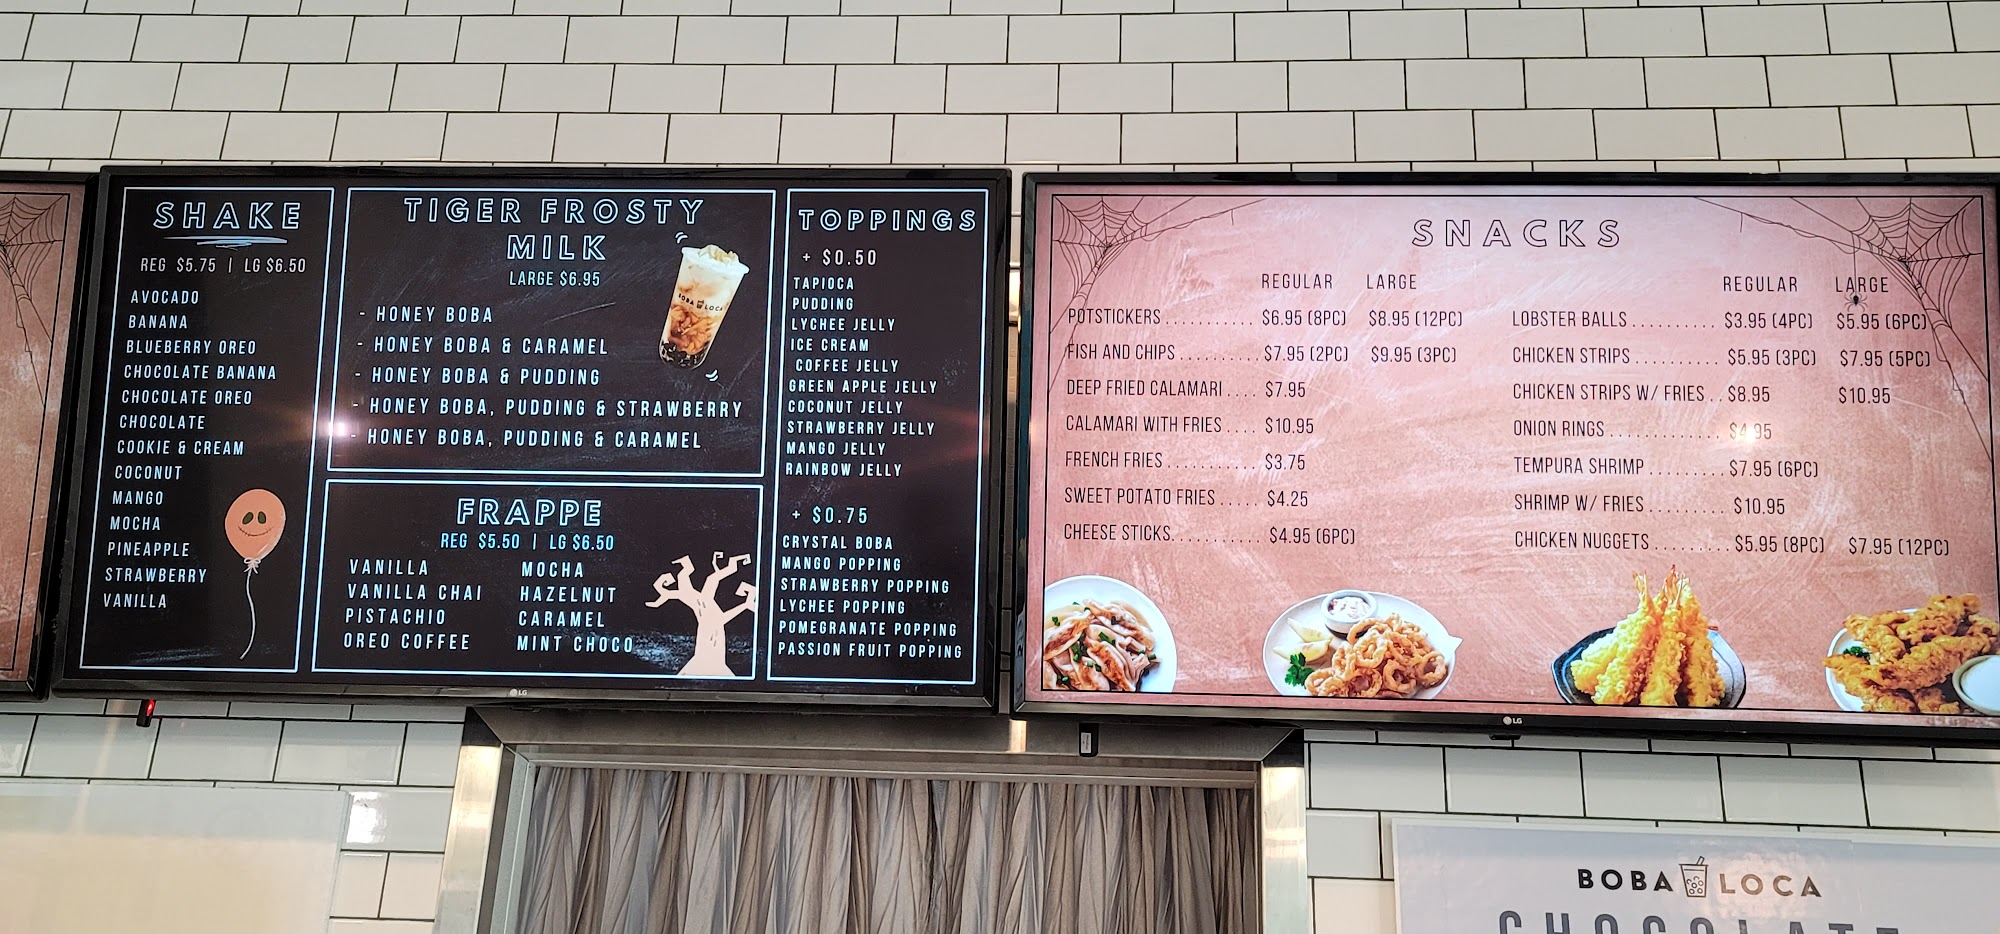 SHAKE
REG $5.75 | LG $6.50
AVOCADO
BANANA
BLUEBERRY OREO
CHOCOLATE BANANA
CHOCOLATE OREO
CHOCOLATE
COOKIE & CREAM
COCONUT
MANGO
MOCHA
PINEAPPLE
STRAWBERRY
VANILLA
TIGER FROSTY
MILK
LARGE $6.95
BOBA LOCA
- HONEY BOBA
- HONEY BOBA & CARAMEL
- HONEY BOBA & PUDDING
- HONEY BOBA, PUDDING & STRAWBERRY
- HONEY BOBA, PUDDING & CARAMEL
FRAPPE
REG $5.50 | LG $6.50
VANILLA
VANILLA CHAI
PISTACHIO
OREO COFFEE
MOCHA
HAZELNUT
CARAMEL
MINT CHOCO
TOPPINGS
+ $0.50
TAPIOCA
PUDDING
LYCHEE JELLY
ICE CREAM
COFFEE JELLY
GREEN APPLE JELLY
COCONUT JELLY
STRAWBERRY JELLY
MANGO JELLY
RAINBOW JELLY
+ $0.75
CRYSTAL BOBA
MANGO POPPING
STRAWBERRY POPPING
LYCHEE POPPING
POMEGRANATE POPPING
PASSION FRUIT POPPING
LG
SNACKS
REGULAR LARGE
POTSTICKERS........... $6.95 (8PC) $8.95 (12PC)
FISH AND CHIPS.......... $7.95 (2PC) $9.95 (3PC)
DEEP FRIED CALAMARI.... $7.95
CALAMARI WITH FRIES.... $10.95
FRENCH FRIES........... $3.75
SWEET POTATO FRIES..... $4.25
CHEESE STICKS........... $4.95 (6PC)
REGULAR LARGE
LOBSTER BALLS.......... $3.95 (4PC) $5.95 (6PC)
CHICKEN STRIPS.......... $5.95 (3PC) $7.95 (5PC)
CHICKEN STRIPS W/ FRIES.. $8.95 $10.95
ONION RINGS............. $4.95
TEMPURA SHRIMP......... $7.95 (6PC)
SHRIMP W/ FRIES......... $10.95
CHICKEN NUGGETS......... $5.95 (8PC) $7.95 (12PC)
LG
BOBA LOCA
CHOCOLATE